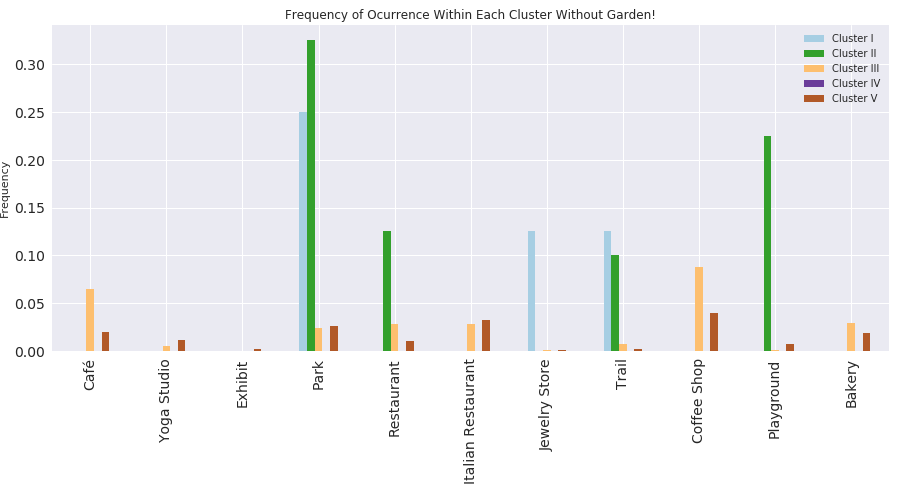 Frequency of Ocurrence Within Each Cluster Without Garden!
Cluster I
Cluster II
Cluster III
Cluster IV
Cluster V
Frequency
0.30
0.25
0.20
0.15
0.10
0.05
0.00
Café
Yoga Studio
Exhibit
Park
Restaurant
Italian Restaurant
Jewelry Store
Trail
Coffee Shop
Playground
Bakery